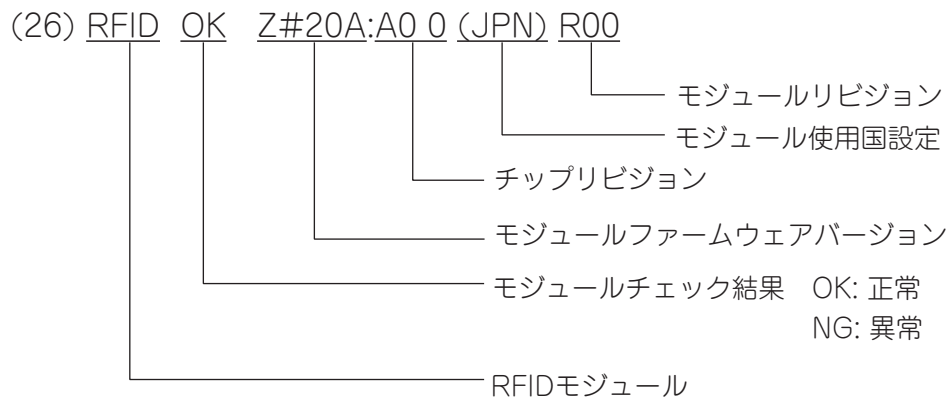 (26) RFID OK Z#20A:A0 0 (JPN) R00
モジュールリビジョン
モジュール使用国設定
チップリビジョン
モジュールファームウェアバージョン
モジュールチェック結果 OK: 正常
NG: 異常
RFIDモジュール